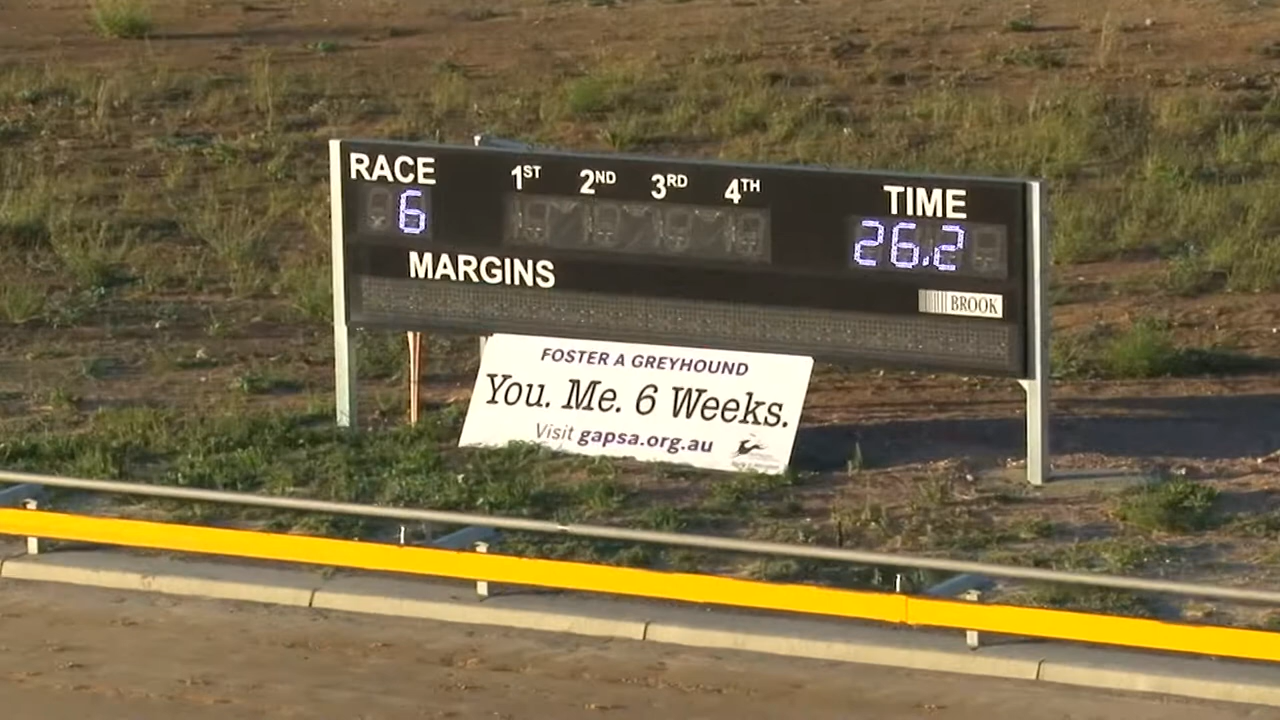 RACE 1ST 2ND 3RD 4TH TIME
6 26.2
MARGINS
BROOK
FOSTER A GREYHOUND
You. Me. 6 Weeks.
Visit gapsa.org.au